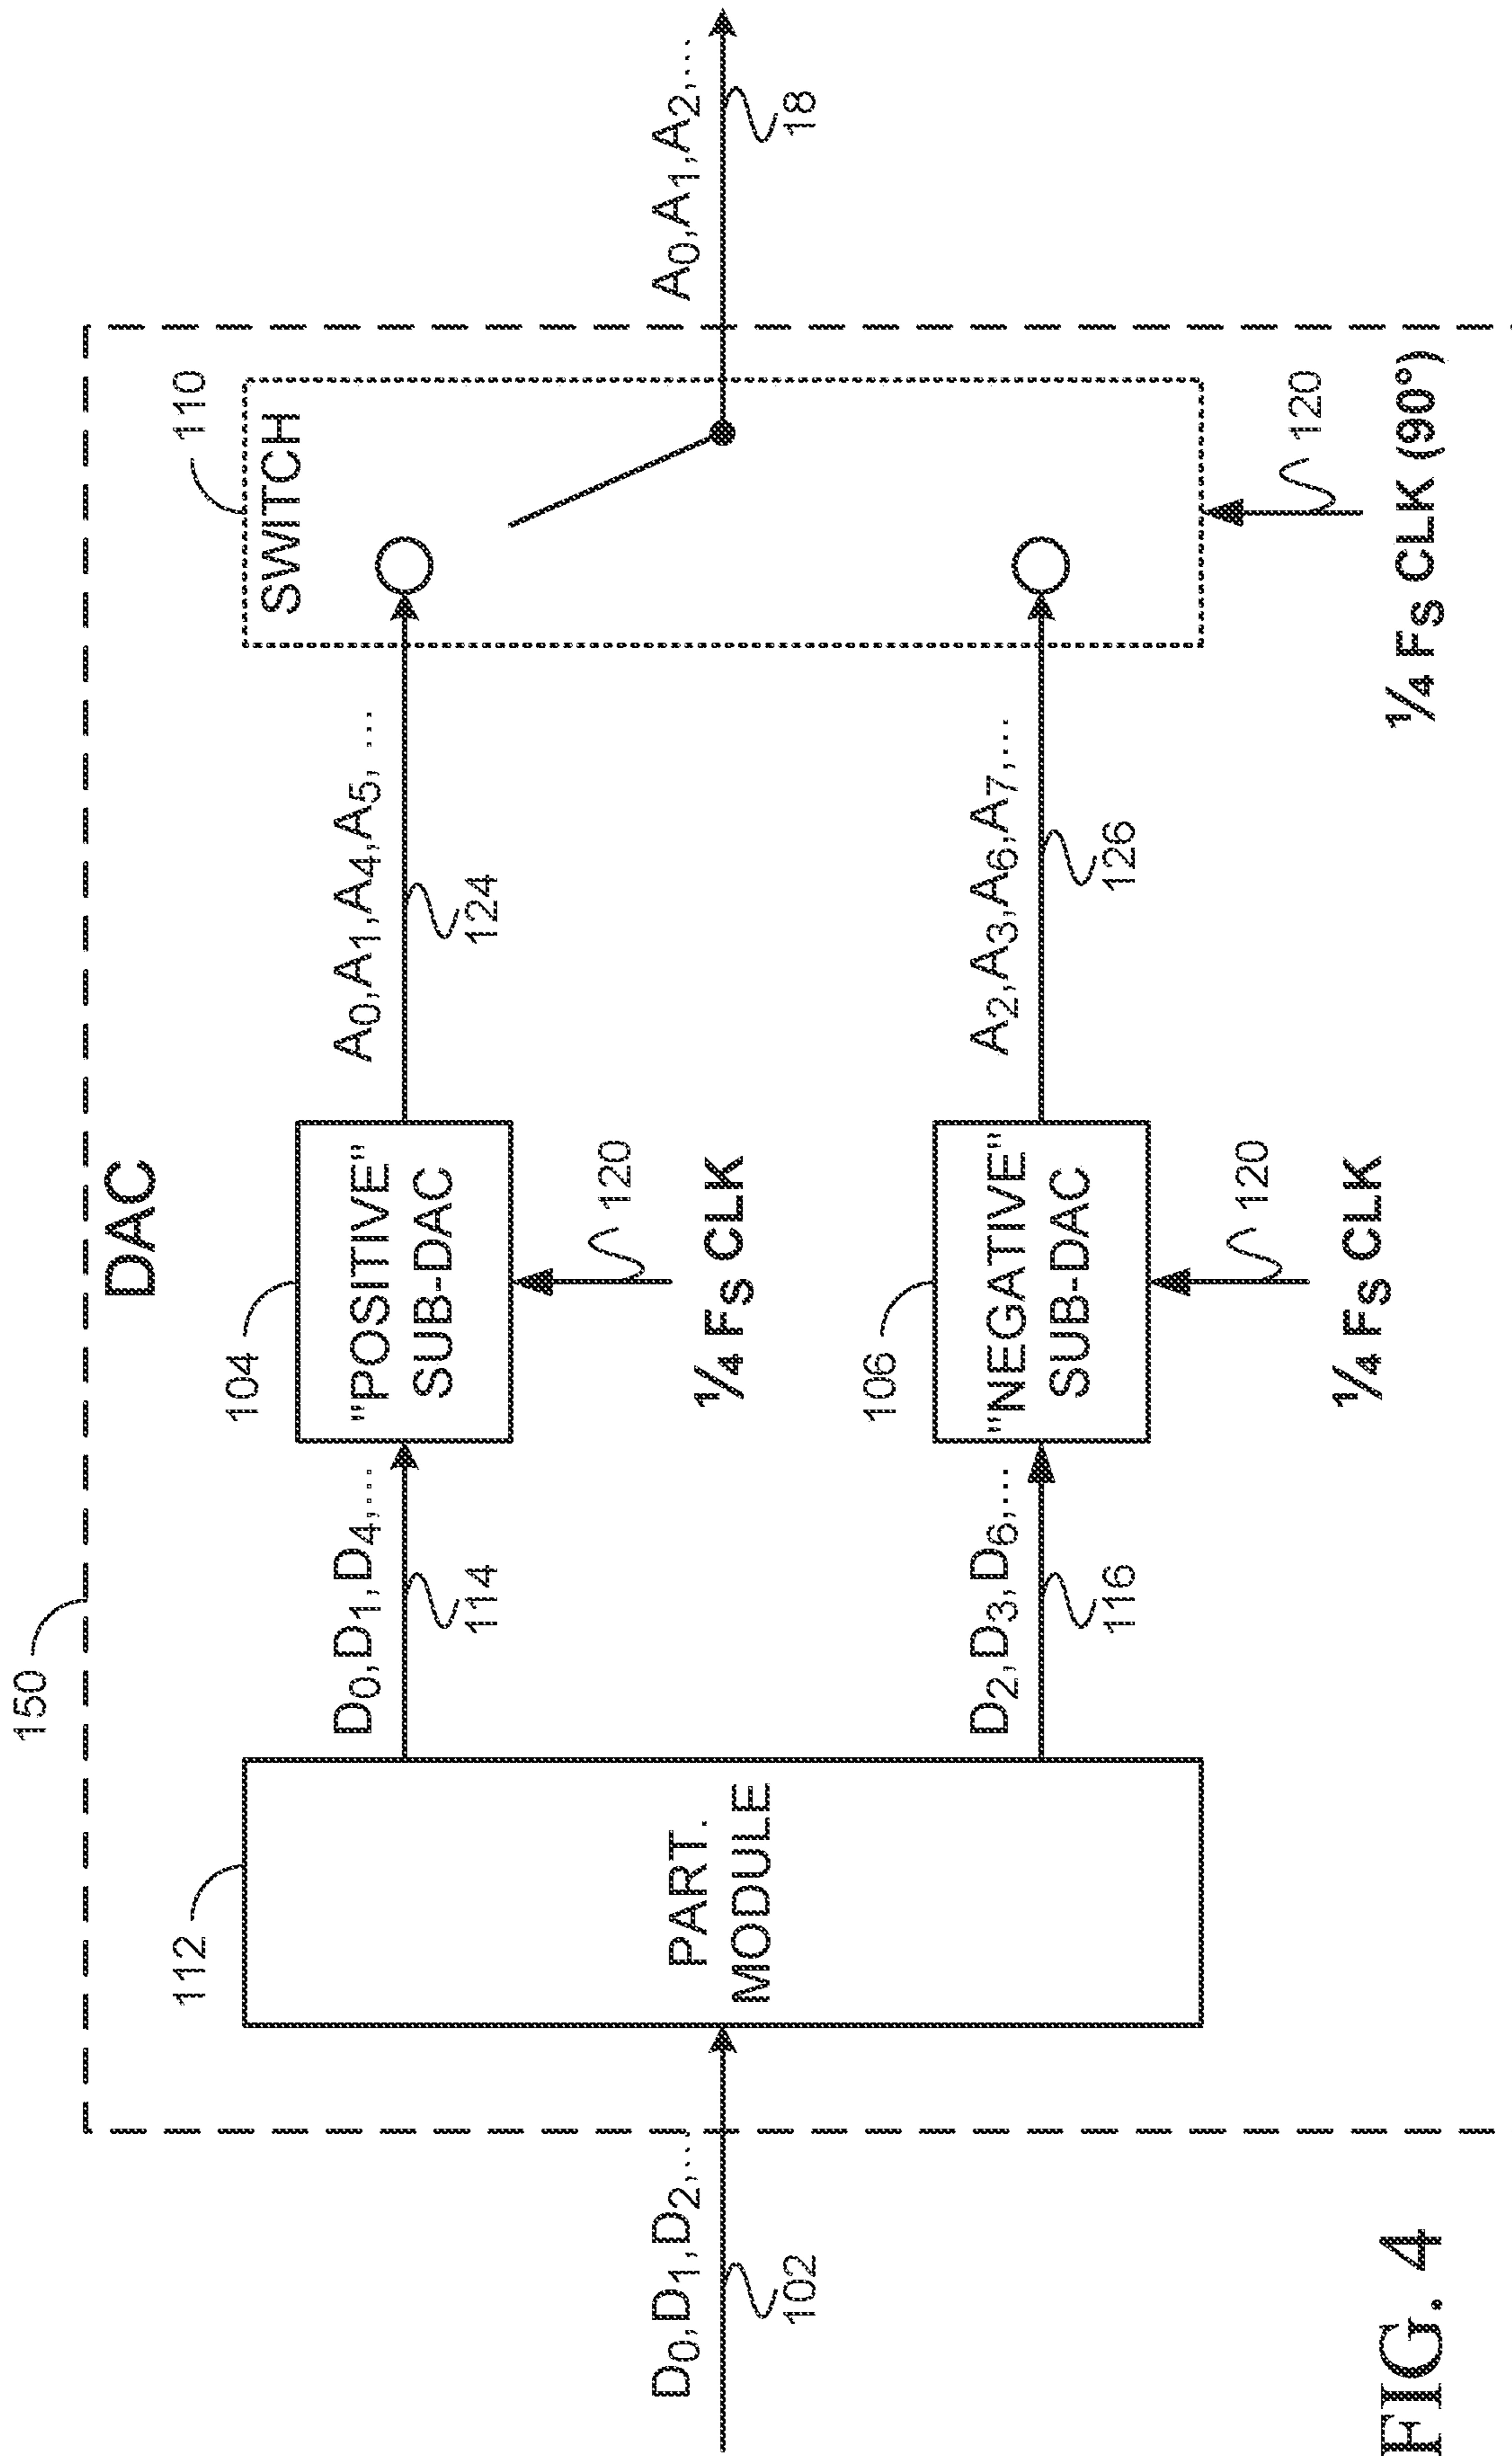 150
DAC
112
PART.
MODULE
D0,D1,D2,...
102
D0,D1,D4,...
114
D2,D3,D6,...
116
104
"POSITIVE"
SUB-DAC
120
¼ FS CLK
106
"NEGATIVE"
SUB-DAC
120
¼ FS CLK
A0,A1,A4,A5, ...
124
A2,A3,A6,A7,...
126
110
SWITCH
120
¼ FS CLK (90°)
A0,A1,A2,...
18
FIG. 4